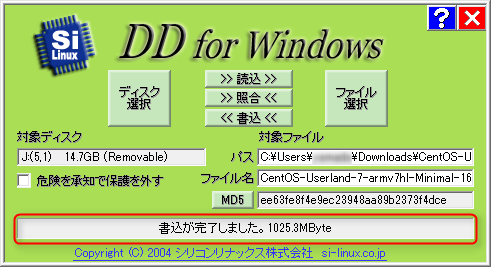 Si
Linux
DD for Windows
?
ディスク
選択
>> 読込 >>
>> 照合 <<
<< 書込 <<
ファイル
選択
対象ディスク
対象ファイル
J:(5,1) 14.7GB (Removable)
パス
C:¥Users¥ ¥Downloads¥CentOS-U
危険を承知で保護を外す
ファイル名
CentOS-Userland-7-armv7hl-Minimal-16
MD5
ee63fe8f4e9ec23948aa89b2373f4dce
書込が完了しました。1025.3MByte
Copyright (C) 2004 シリコンリナックス株式会社 si-linux.co.jp